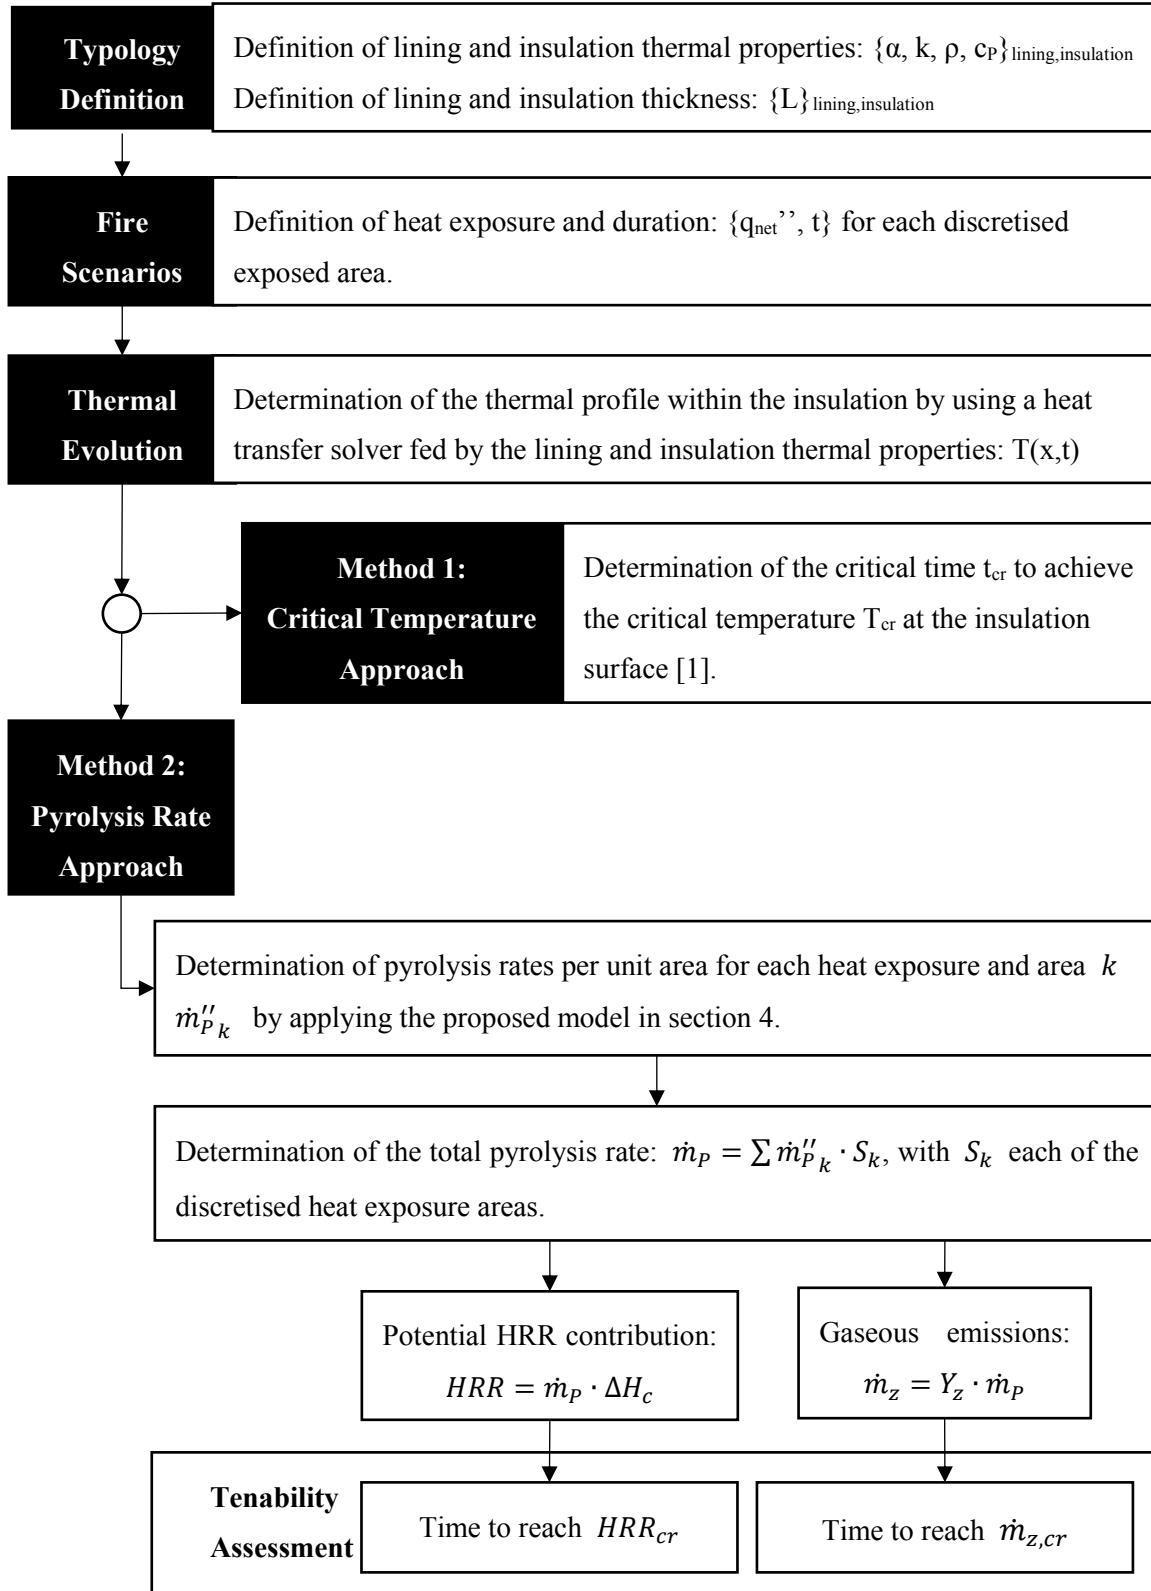 Typology
Definition
Definition of lining and insulation thermal properties: {α, k, ρ, cP}lining,insulation
Definition of lining and insulation thickness: {L}lining,insulation
Fire
Scenarios
Definition of heat exposure and duration: {qnet’’, t} for each discretised
exposed area.
Thermal
Evolution
Determination of the thermal profile within the insulation by using a heat
transfer solver fed by the lining and insulation thermal properties: T(x,t)
Method 1:
Critical Temperature
Approach
Determination of the critical time tcr to achieve
the critical temperature Tcr at the insulation
surface [1].
Method 2:
Pyrolysis Rate
Approach
Determination of pyrolysis rates per unit area for each heat exposure and area k
ṁ′′Pk by applying the proposed model in section 4.
Determination of the total pyrolysis rate: ṁP = ∑ ṁ′′Pk · Sk, with Sk each of the
discretised heat exposure areas.
Potential HRR contribution:
HRR = ṁP · ΔHc
Gaseous emissions:
ṁz = Yz · ṁP
Tenability
Assessment
Time to reach HRRcr
Time to reach ṁz,cr